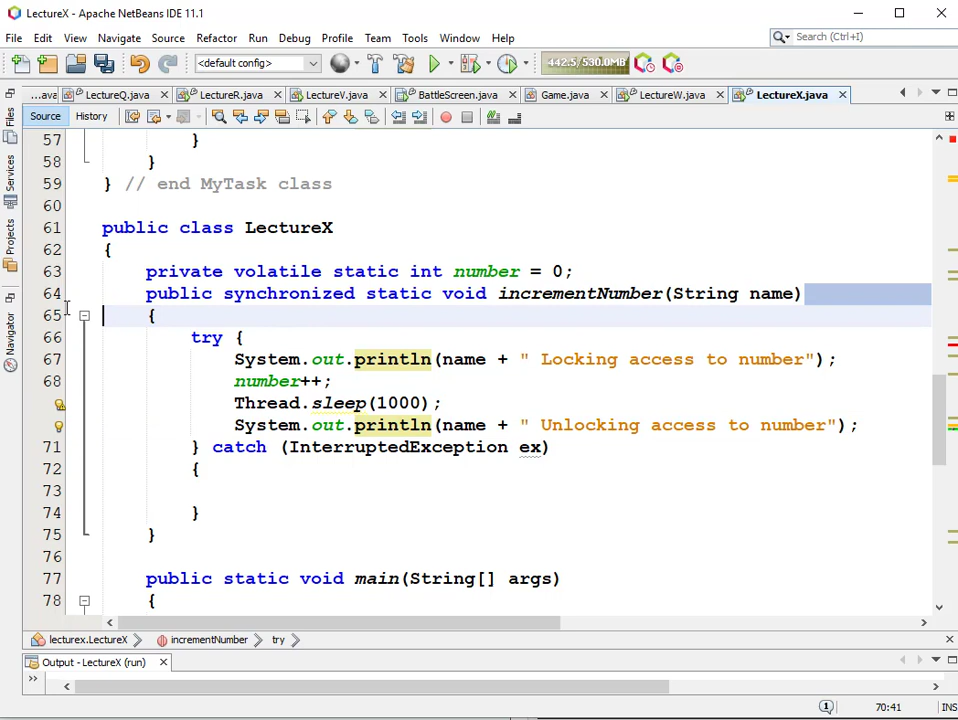 LectureX - Apache NetBeans IDE 11.1
File Edit View Navigate Source Refactor Run Debug Profile Team Tools Window Help
Search (Ctrl+I)
<default config>
442.5/530.0MB
...ava LectureQ.java LectureR.java LectureV.java BattleScreen.java Game.java LectureW.java LectureX.java
Source History
Files
Services
Projects
Navigator
57 }
58 }
59 } // end MyTask class
60
61 public class LectureX
62 {
63 private volatile static int number = 0;
64 public synchronized static void incrementNumber(String name)
65 {
66 try {
67 System.out.println(name + " Locking access to number");
68 number++;
Thread.sleep(1000);
System.out.println(name + " Unlocking access to number");
71 } catch (InterruptedException ex)
72 {
73
74 }
75 }
76
77 public static void main(String[] args)
78 {
lecturex.LectureX incrementNumber try
Output - LectureX (run)
1 70:41 INS